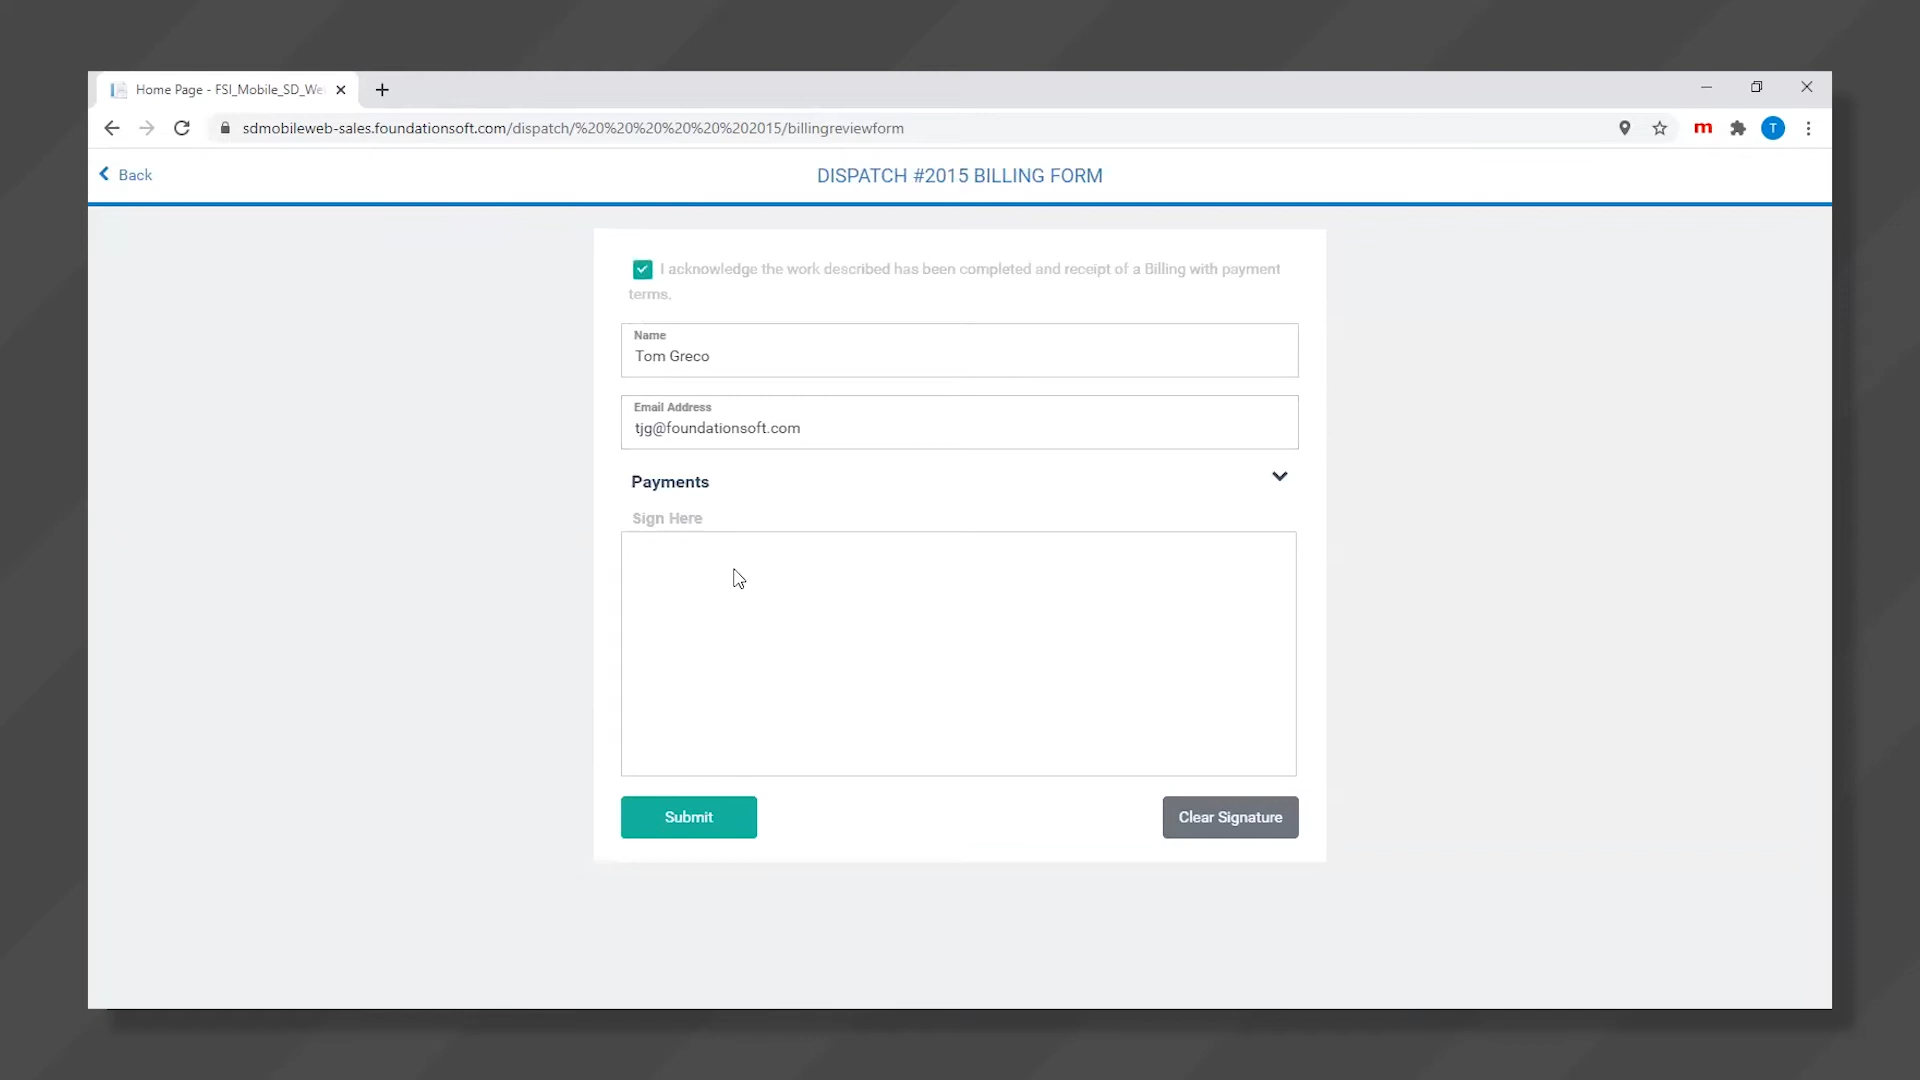 Home Page - FSI_Mobile_SD_We
sdmobileweb-sales.foundationsoft.com/dispatch/%20%20%20%20%20%202015/billingreviewform
m
T
Back
DISPATCH #2015 BILLING FORM
I acknowledge the work described has been completed and receipt of a Billing with payment
terms.
Name
Tom Greco
Email Address
tjg@foundationsoft.com
Payments
Sign Here
Submit
Clear Signature